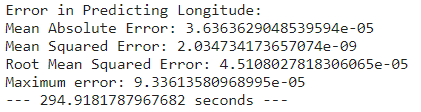 Error in Predicting Longitude:
Mean Absolute Error: 3.6363629048539594e-05
Mean Squared Error: 2.034734173657074e-09
Root Mean Squared Error: 4.5108027818306065e-05
Maximum error: 9.33613580968995e-05
--- 294.9181787967682 seconds ---